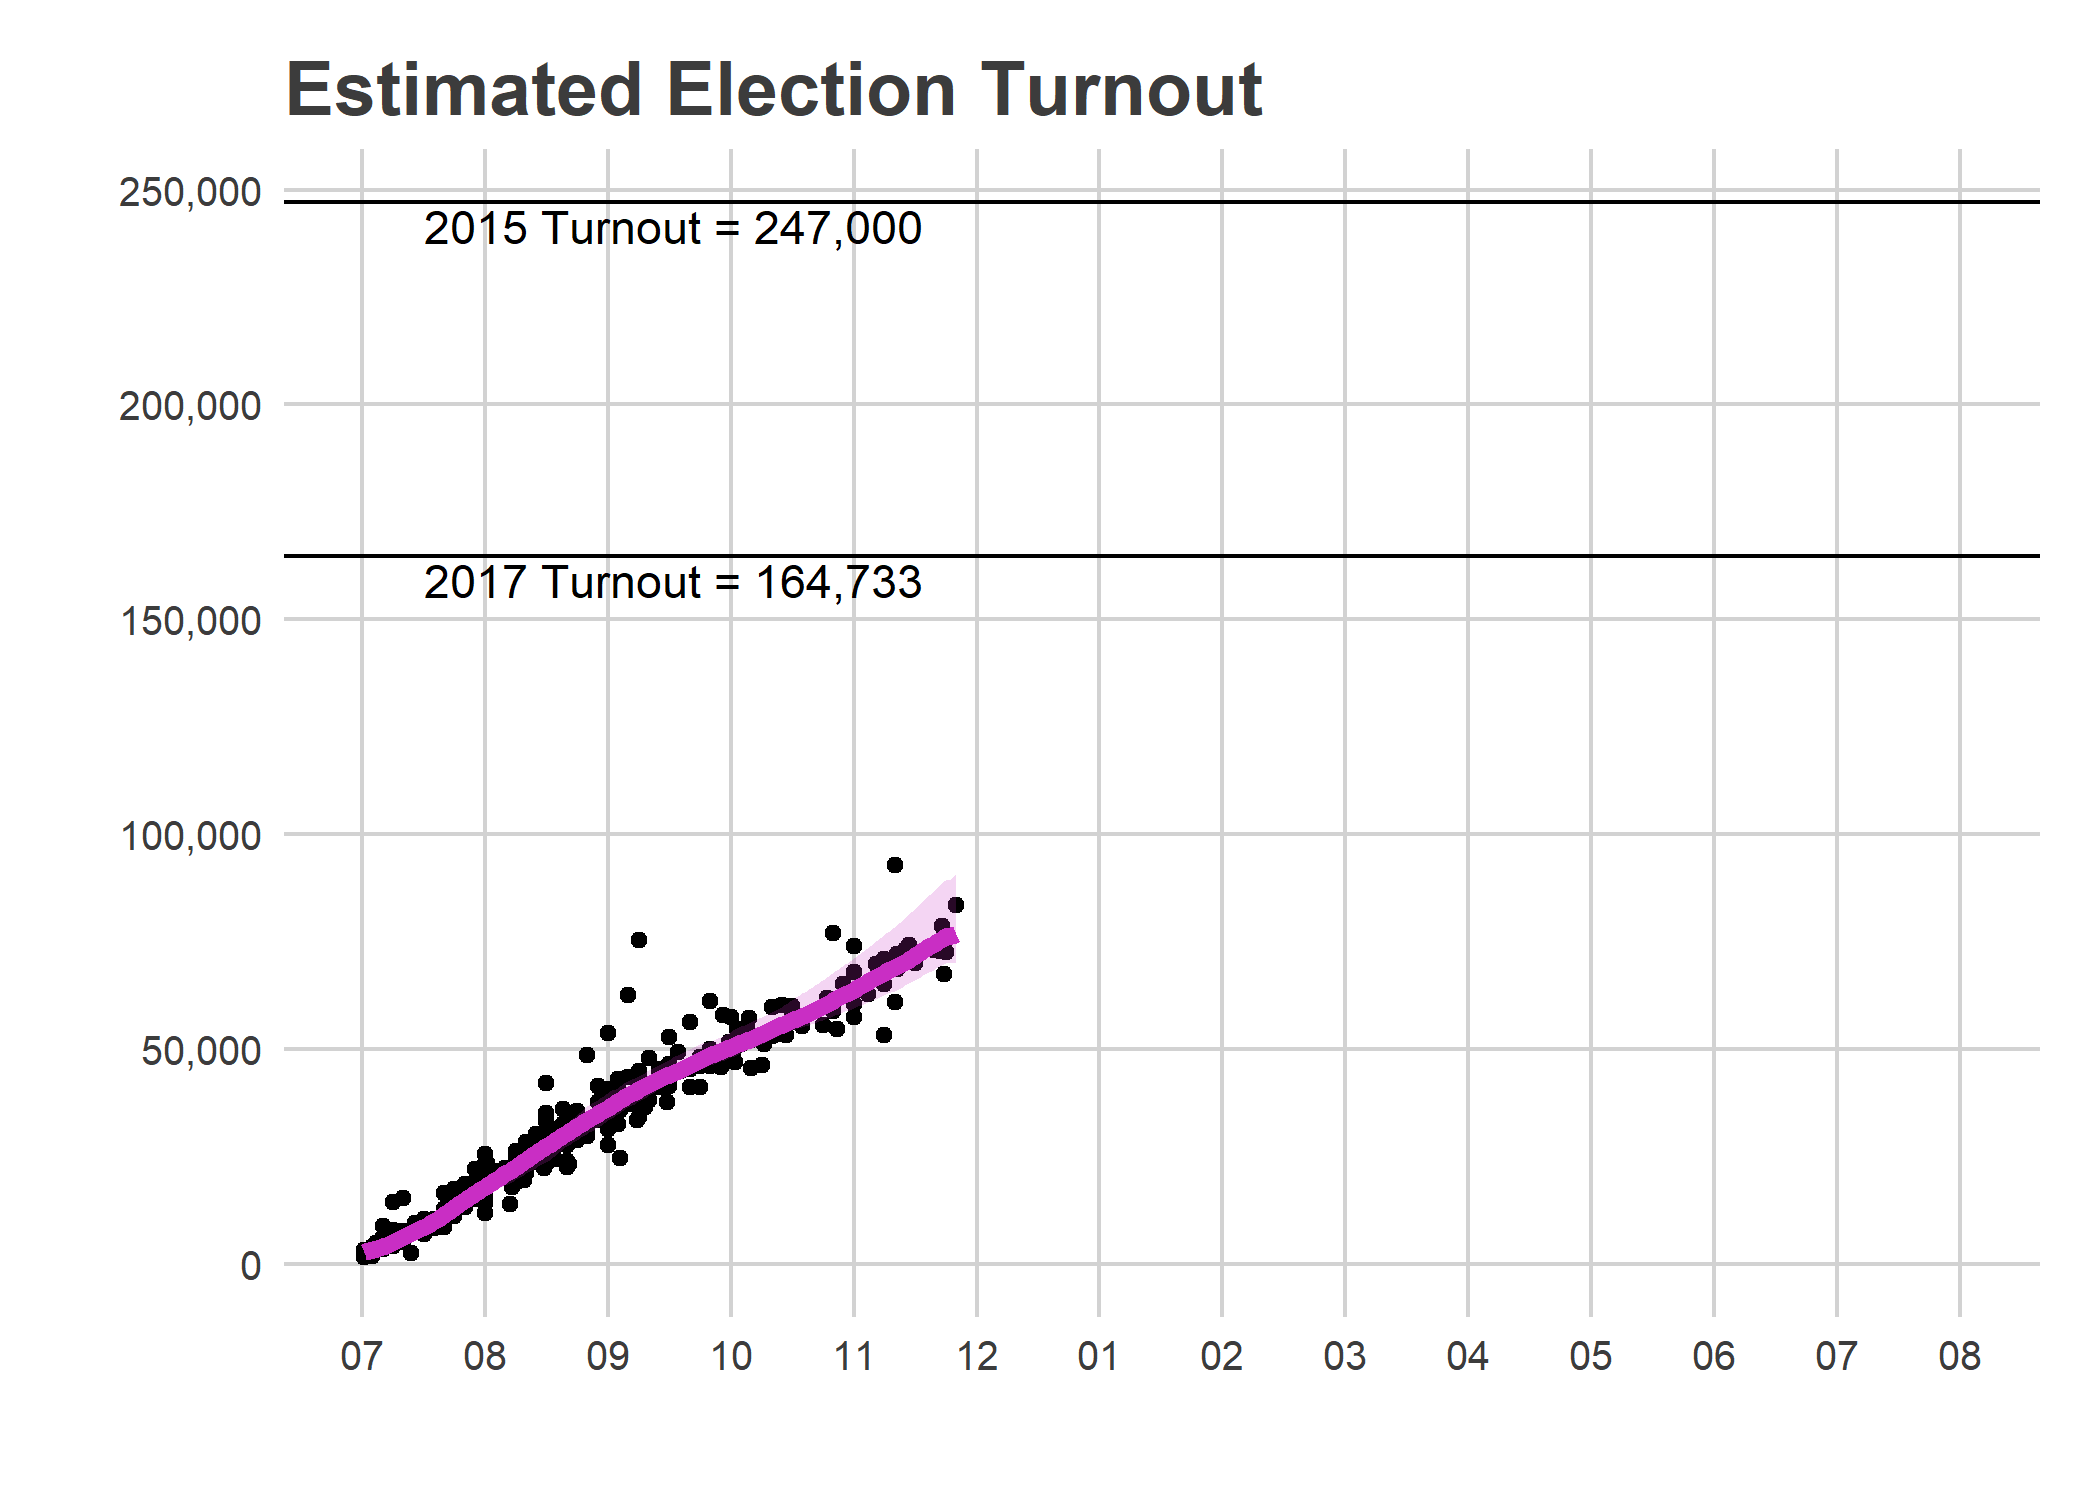 Estimated Election Turnout
250,000
2015 Turnout = 247,000
200,000
2017 Turnout = 164,733
150,000
100,000
50,000
0
07 08 09 10 11 12 01 02 03 04 05 06 07 08